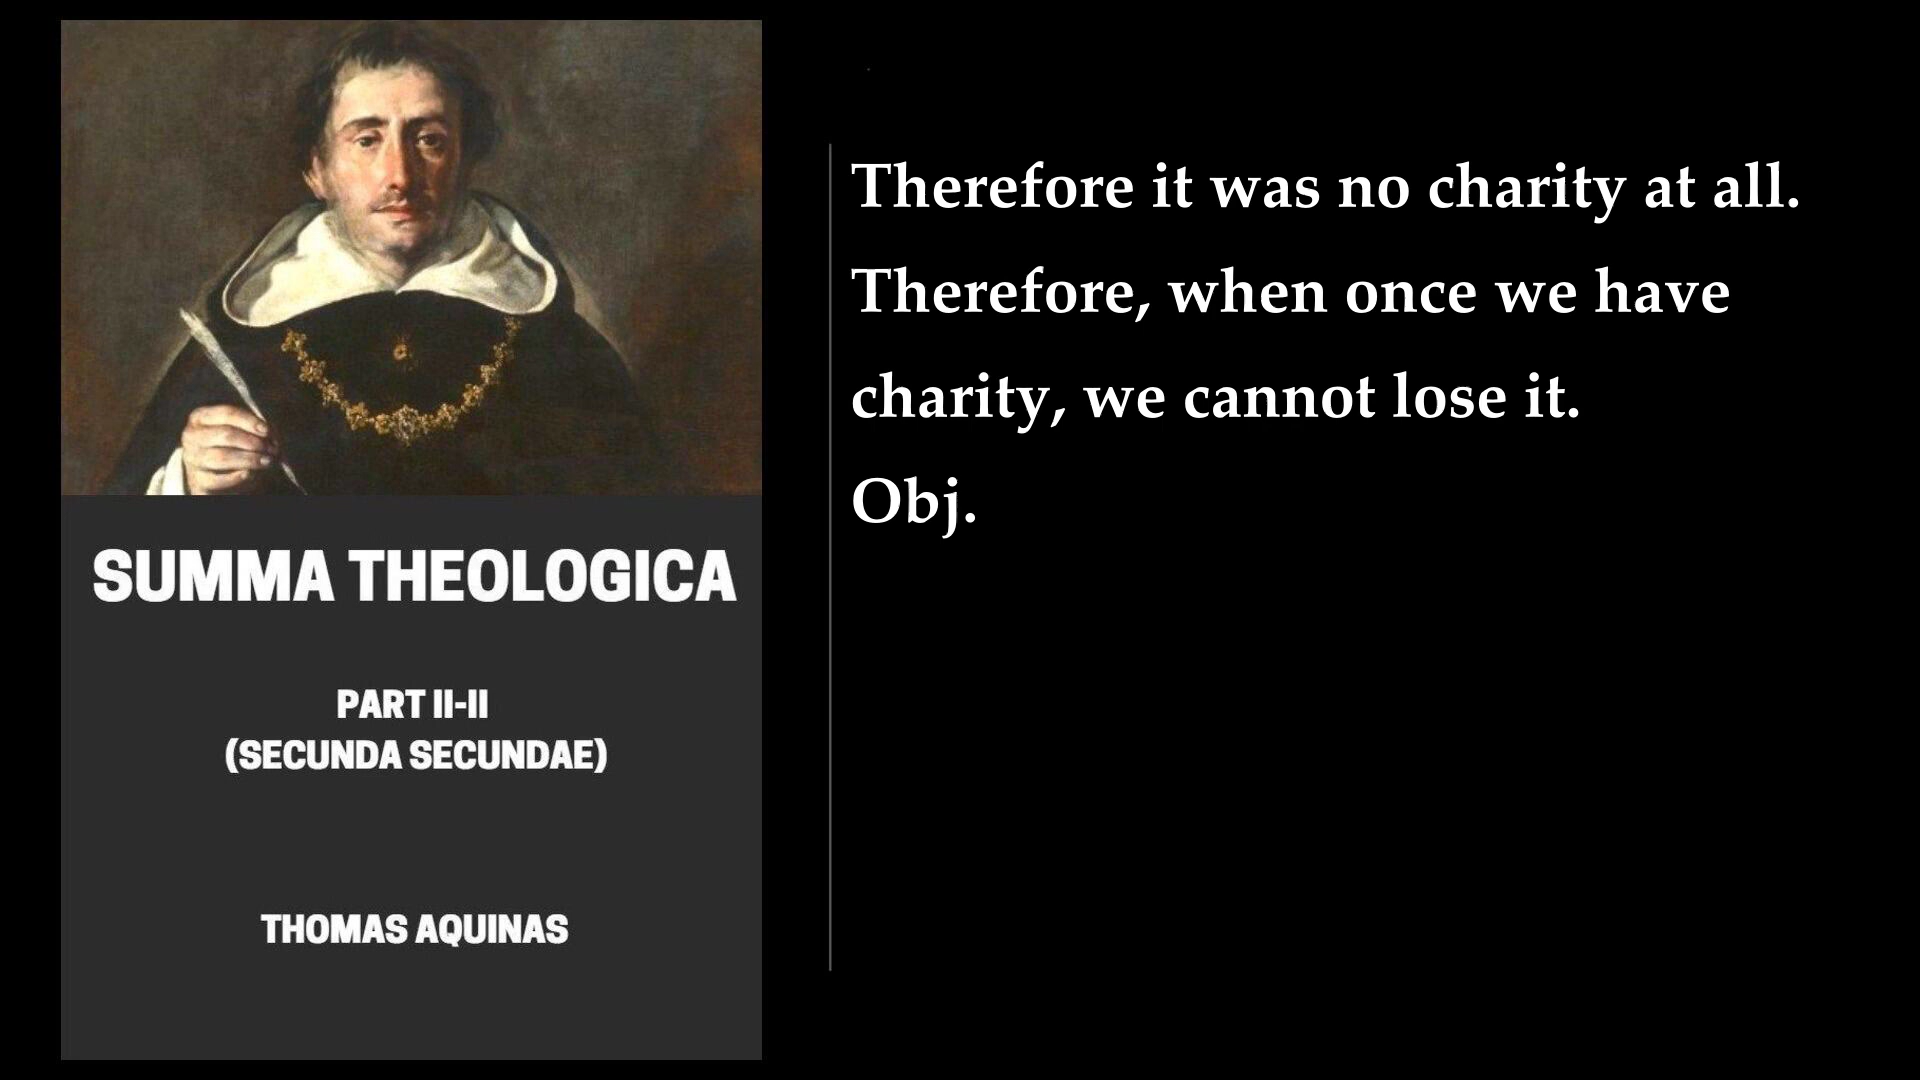 SUMMA THEOLOGICA
PART II-II
(SECUNDA SECUNDAE)
THOMAS AQUINAS
Therefore it was no charity at all.
Therefore, when once we have
charity, we cannot lose it.
Obj.